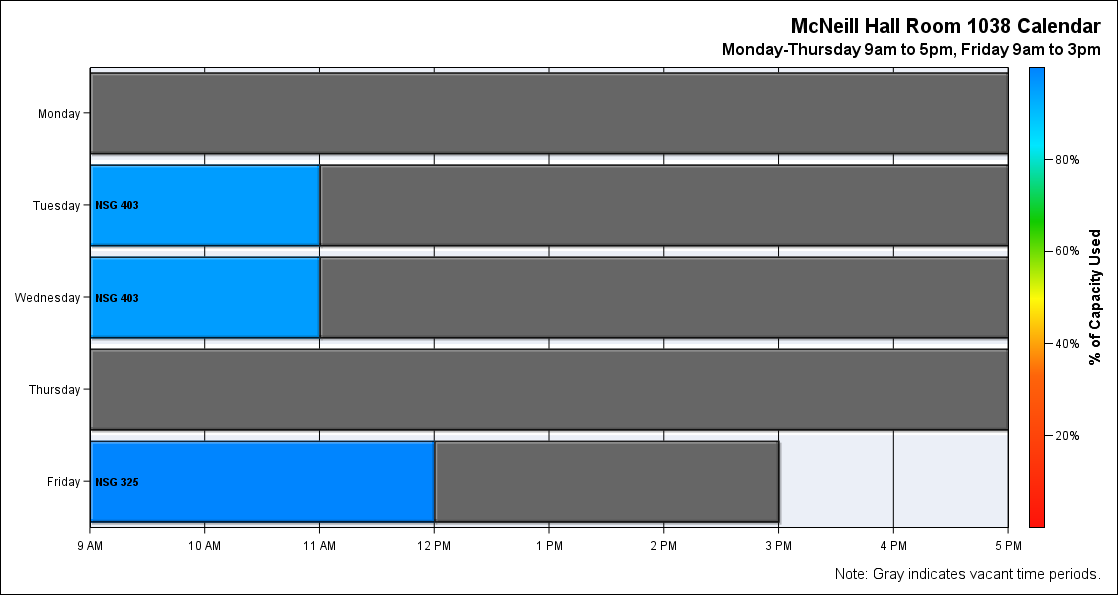 McNeill Hall Room 1038 Calendar
Monday-Thursday 9am to 5pm, Friday 9am to 3pm
Monday
Tuesday
NSG 403
Wednesday
NSG 403
Thursday
Friday
NSG 325
9 AM
10 AM
11 AM
12 PM
1 PM
2 PM
3 PM
4 PM
5 PM
80%
60%
40%
20%
% of Capacity Used
Note: Gray indicates vacant time periods.